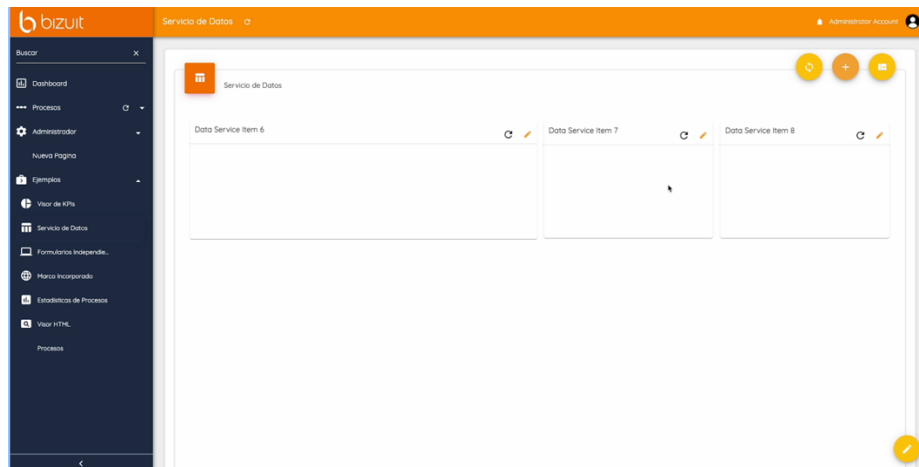 bizuit
Servicio de Datos
Administrator Account
Buscar
Dashboard
Procesos
Administrador
Nueva Pagina
Ejemplos
Visor de KPIs
Servicio de Datos
Formularios Independie...
Marco Incorporado
Estadísticas de Procesos
Visor HTML
Procesos
Servicio de Datos
Data Service Item 6
Data Service Item 7
Data Service Item 8